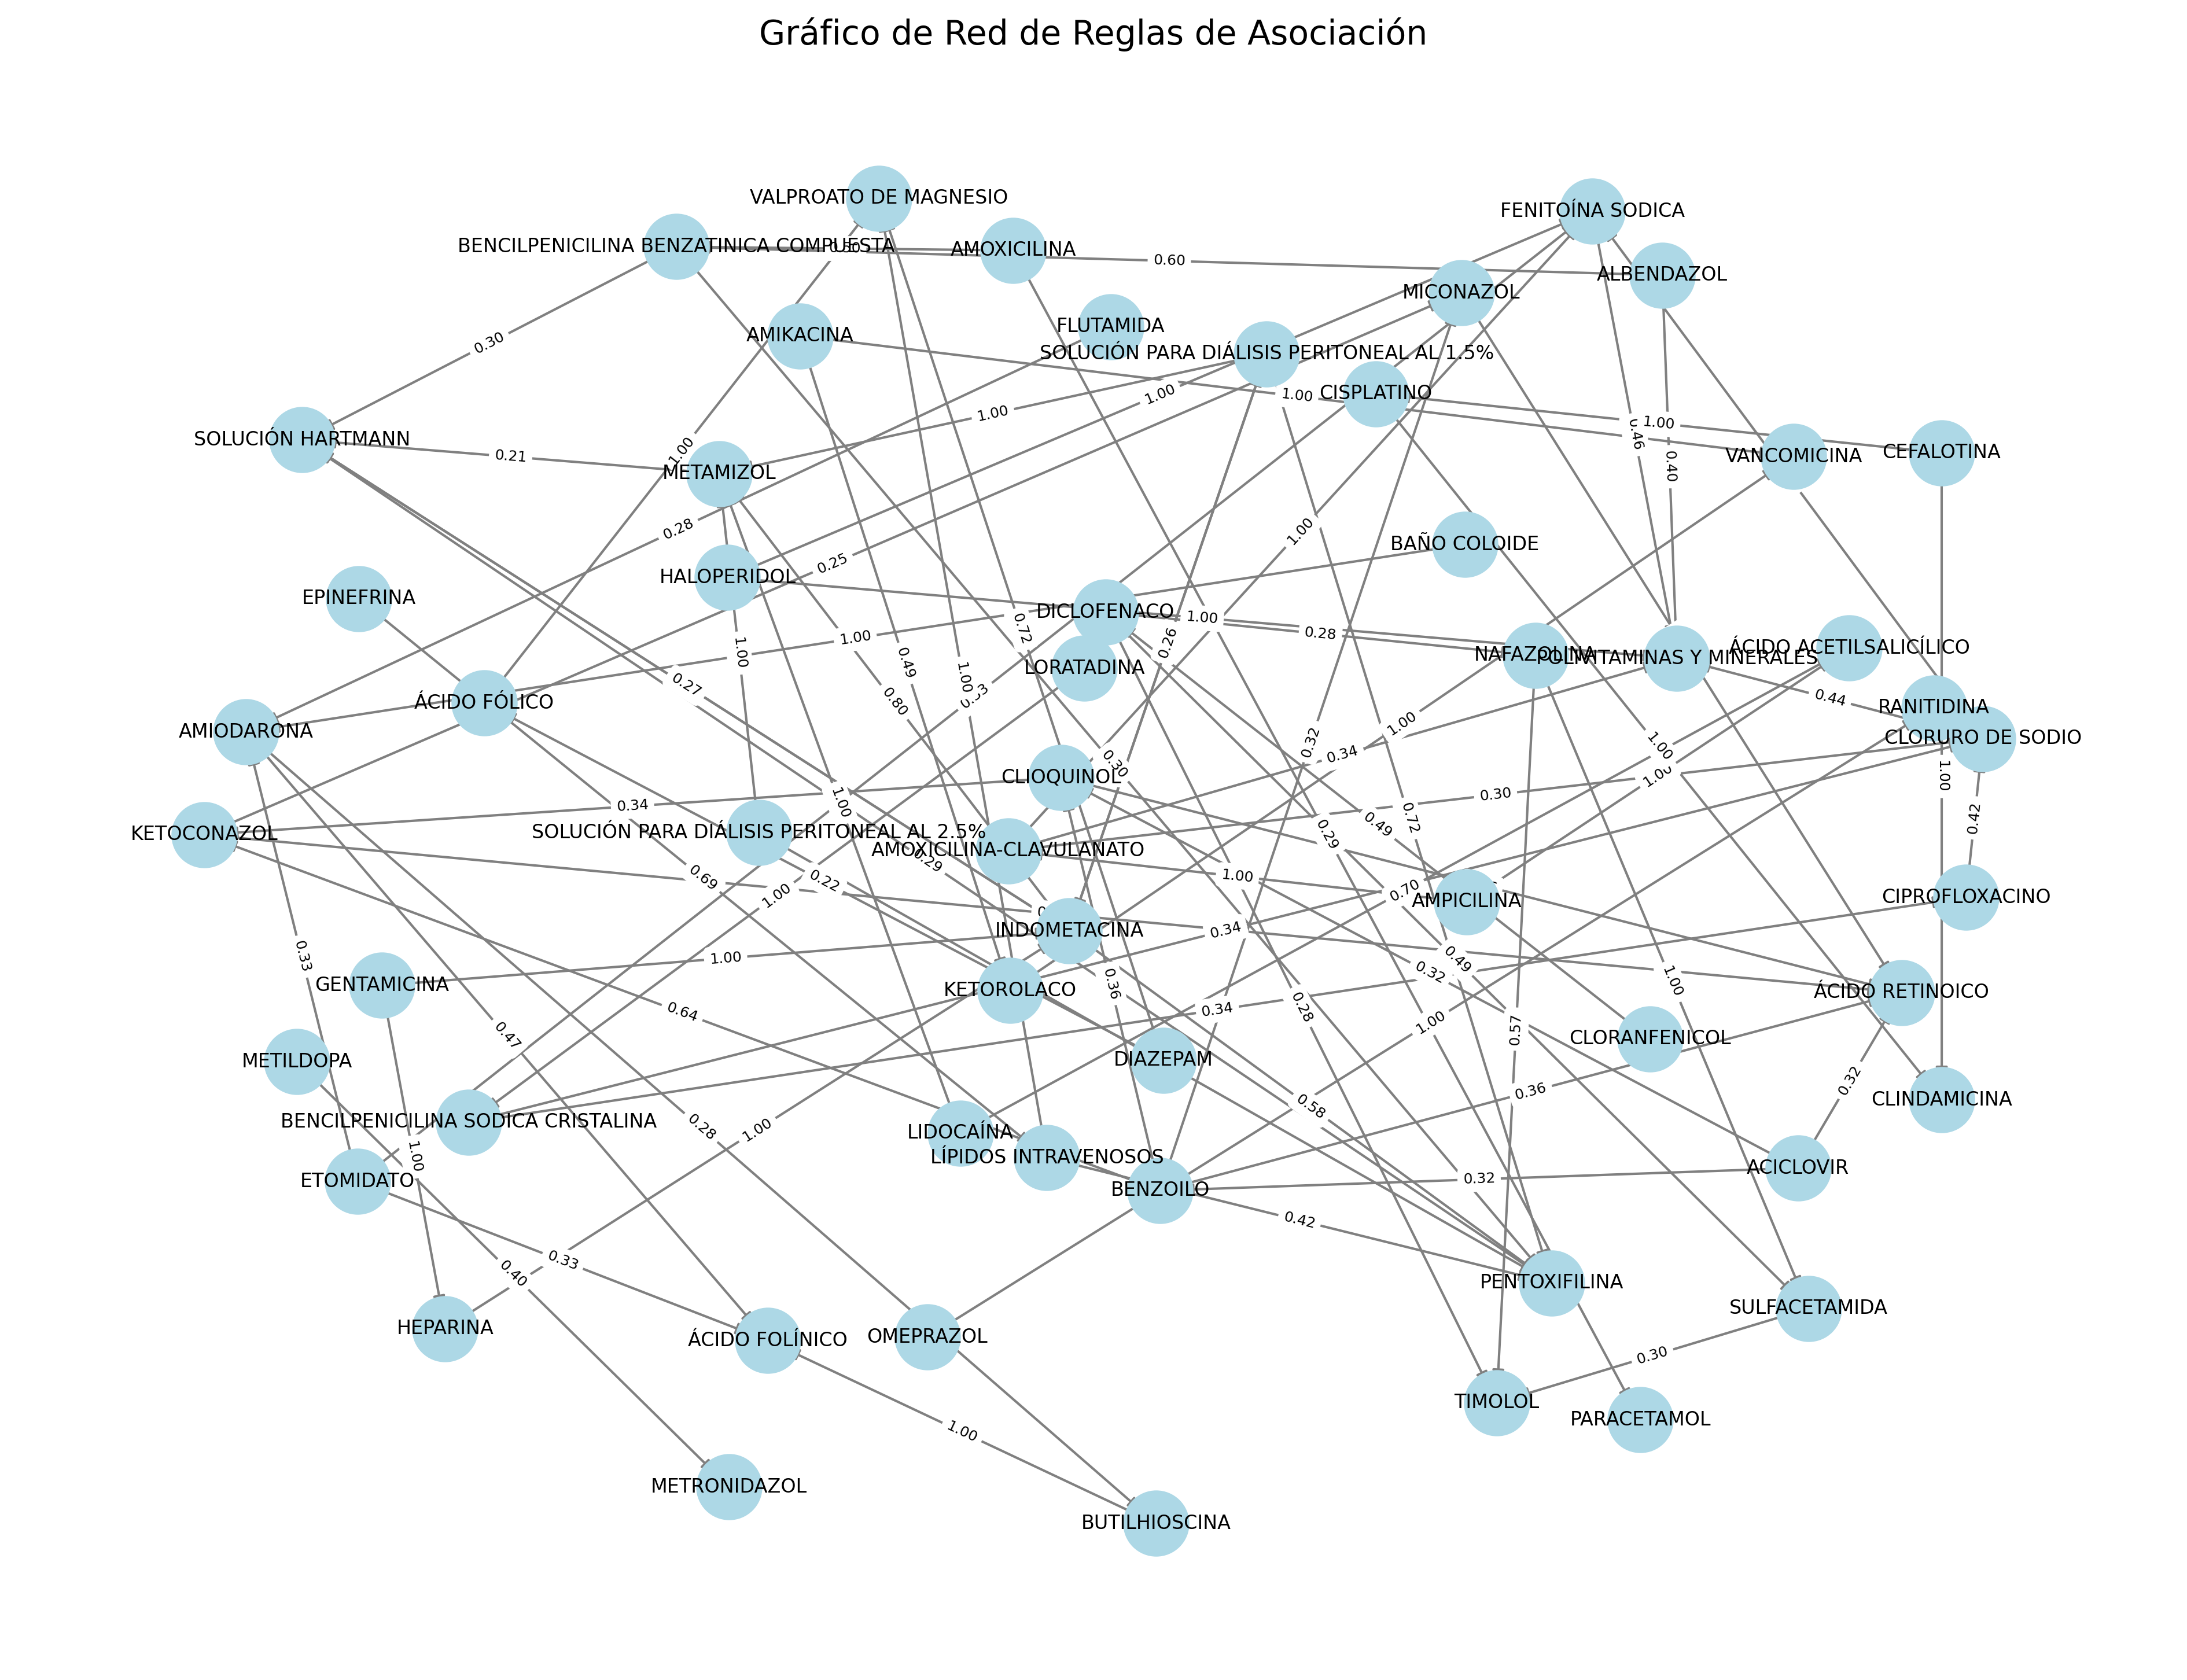 Gráfico de Red de Reglas de Asociación
VALPROATO DE MAGNESIO
FENITOÍNA SODICA
BENCILPENICILINA BENZATINICA COMPUESTA
AMOXICILINA
0.60
ALBENDAZOL
MICONAZOL
AMIKACINA
FLUTAMIDA
0.30
SOLUCIÓN PARA DIÁLISIS PERITONEAL AL 1.5%
1.00
1.00
CISPLATINO
1.00
1.00
SOLUCIÓN HARTMANN
0.46
1.00
0.21
METAMIZOL
VANCOMICINA
CEFALOTINA
0.40
0.28
1.00
BAÑO COLOIDE
0.25
HALOPERIDOL
EPINEFRINA
DICLOFENACO
1.00
0.28
0.72
1.00
0.26
1.00
0.49
LORATADINA
NAFAZOLINA
POLIVITAMINAS Y MINERALES
ÁCIDO ACETILSALICÍLICO
1.00
0.27
0.80
ÁCIDO FÓLICO
0.44
RANITIDINA
AMIODARONA
1.00
0.32
0.34
1.00
CLORURO DE SODIO
0.30
CLIOQUINOL
1.00
1.00
0.34
1.00
0.30
KETOCONAZOL
SOLUCIÓN PARA DIÁLISIS PERITONEAL AL 2.5%
0.29
0.49
0.72
0.42
AMOXICILINA-CLAVULANATO
0.29
0.69
0.22
1.00
1.00
0.70
AMPICILINA
CIPROFLOXACINO
INDOMETACINA
0.34
0.33
1.00
0.49
0.32
GENTAMICINA
KETOROLACO
0.36
1.00
ÁCIDO RETINOICO
0.64
0.34
0.28
1.00
0.57
0.47
CLORANFENICOL
METILDOPA
DIAZEPAM
0.32
0.36
CLINDAMICINA
0.58
BENCILPENICILINA SODICA CRISTALINA
0.28
1.00
LIDOCAÍNA
1.00
LÍPIDOS INTRAVENOSOS
ACICLOVIR
ETOMIDATO
BENZOILO
0.32
0.42
0.33
0.40
PENTOXIFILINA
SULFACETAMIDA
HEPARINA
ÁCIDO FOLÍNICO
OMEPRAZOL
0.30
TIMOLOL
PARACETAMOL
1.00
METRONIDAZOL
BUTILHIOSCINA